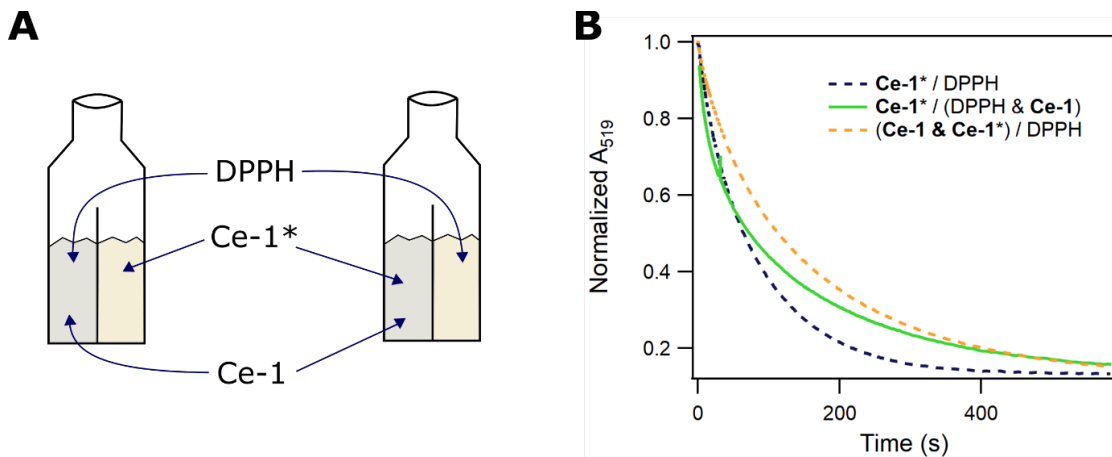 A
DPPH
Ce-1*
Ce-1
B
1.0
0.8
0.6
0.4
0.2
Normalized A519
Ce-1* / DPPH
Ce-1* / (DPPH & Ce-1)
(Ce-1 & Ce-1*) / DPPH
0
200
400
Time (s)